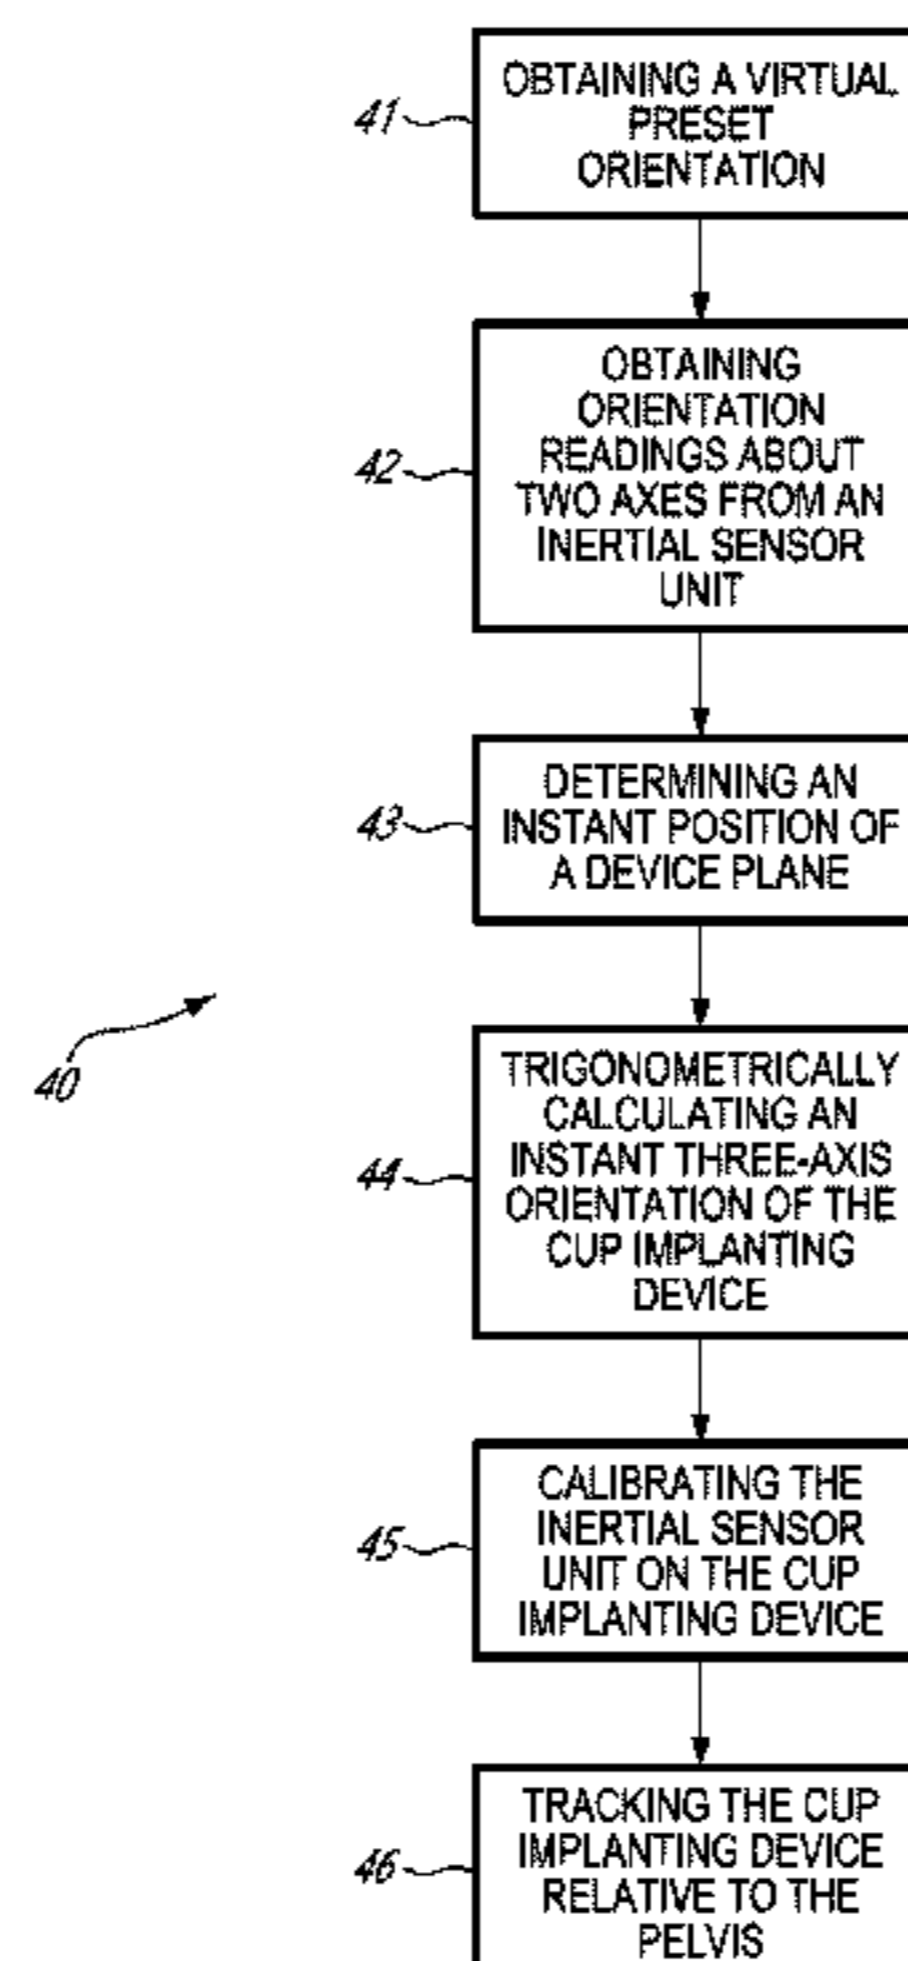 41
OBTAINING A VIRTUAL
PRESET
ORIENTATION
42
OBTAINING
ORIENTATION
READINGS ABOUT
TWO AXES FROM AN
INERTIAL SENSOR
UNIT
43
DETERMINING AN
INSTANT POSITION OF
A DEVICE PLANE
40
44
TRIGONOMETRICALLY
CALCULATING AN
INSTANT THREE-AXIS
ORIENTATION OF THE
CUP IMPLANTING
DEVICE
45
CALIBRATING THE
INERTIAL SENSOR
UNIT ON THE CUP
IMPLANTING DEVICE
46
TRACKING THE CUP
IMPLANTING DEVICE
RELATIVE TO THE
PELVIS